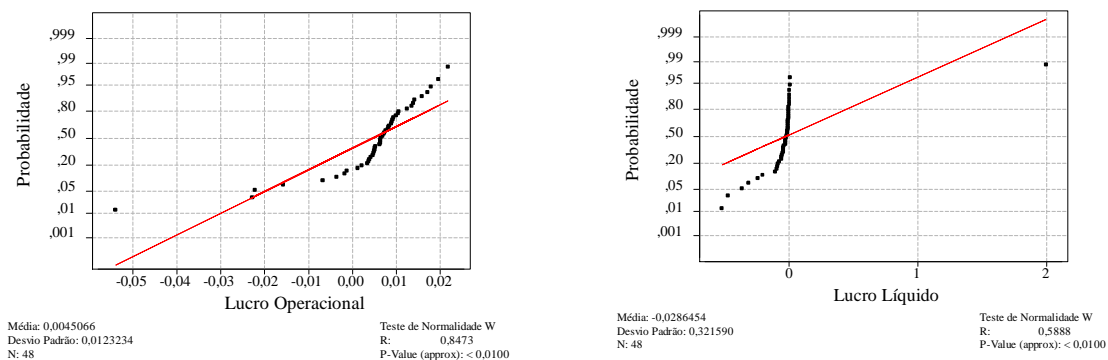 ,999
,99
,95
,80
,50
,20
,05
,01
,001
Probabilidade
-0,05 -0,04 -0,03 -0,02 -0,01 0,00 0,01 0,02
Lucro Operacional
Média: 0,0045066
Desvio Padrão: 0,0123234
N: 48
Teste de Normalidade W
R: 0,8473
P-Value (approx): < 0,0100
,999
,99
,95
,80
,50
,20
,05
,01
,001
Probabilidade
0 1 2
Lucro Líquido
Média: -0,0286454
Desvio Padrão: 0,321590
N: 48
Teste de Normalidade W
R: 0,5888
P-Value (approx): < 0,0100